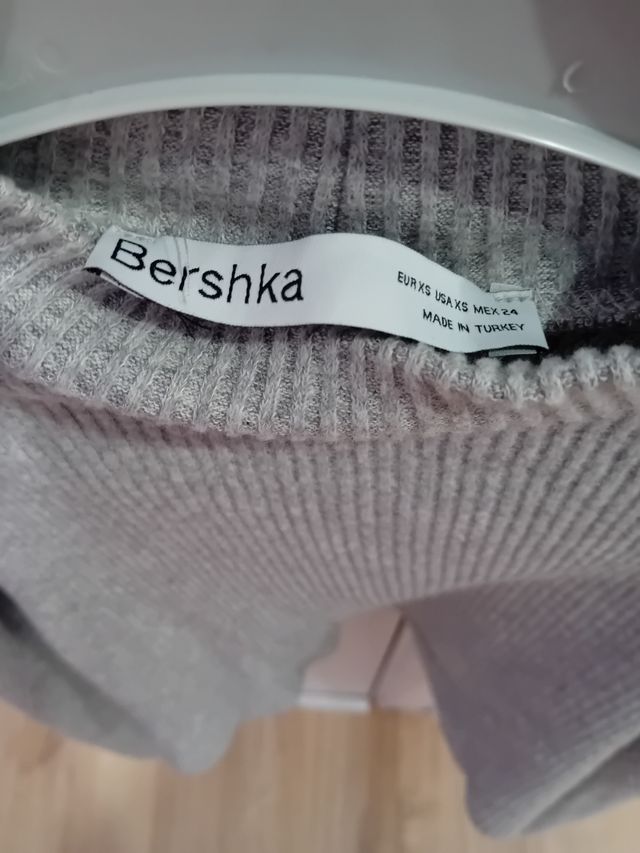 Bershka
EUR XS USA XS MEX 24
MADE IN TURKEY